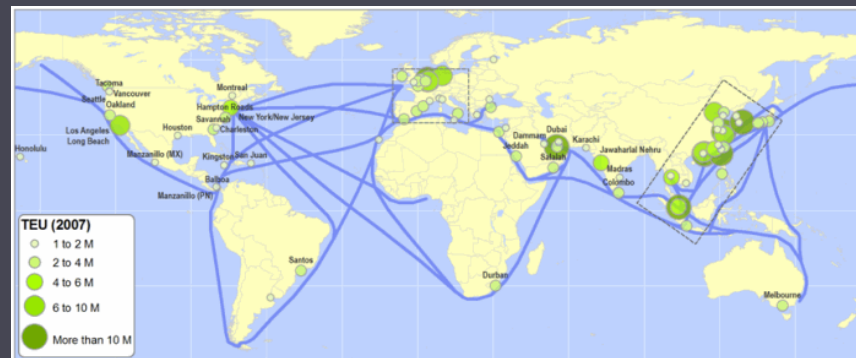 Tacoma
Vancouver
Seattle
Oakland
Los Angeles
Long Beach
Honolulu
Houston
Manzanillo (MX)
Montreal
Hampton Roads
New York/New Jersey
Savannah
Charleston
Kingston
San Juan
Balboa
Manzanillo (PN)
Santos
Durban
Dammam
Dubai
Jeddah
Salalah
Karachi
Jawaharlal Nehru
Madras
Colombo
Melbourne
TEU (2007)
1 to 2 M
2 to 4 M
4 to 6 M
6 to 10 M
More than 10 M